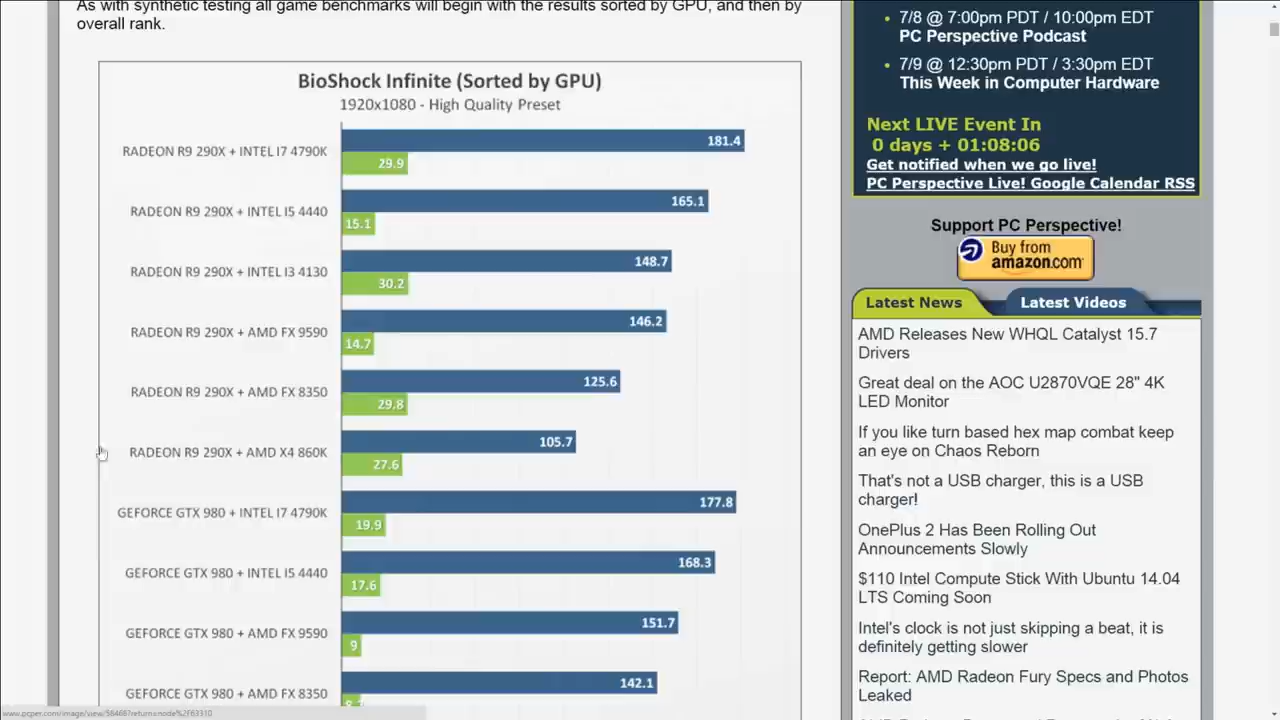 As with synthetic testing all game benchmarks will begin with the results sorted by GPU, and then by
overall rank.
BioShock Infinite (Sorted by GPU)
1920x1080 - High Quality Preset
RADEON R9 290X + INTEL I7 4790K
181.4
29.9
RADEON R9 290X + INTEL I5 4440
165.1
15.1
RADEON R9 290X + INTEL I3 4130
148.7
30.2
RADEON R9 290X + AMD FX 9590
146.2
14.7
RADEON R9 290X + AMD FX 8350
125.6
29.8
RADEON R9 290X + AMD X4 860K
105.7
27.6
GEFORCE GTX 980 + INTEL I7 4790K
177.8
19.9
GEFORCE GTX 980 + INTEL I5 4440
168.3
17.6
GEFORCE GTX 980 + AMD FX 9590
151.7
9
GEFORCE GTX 980 + AMD FX 8350
142.1
7/8 @ 7:00pm PDT / 10:00pm EDT
PC Perspective Podcast
7/9 @ 12:30pm PDT / 3:30pm EDT
This Week in Computer Hardware
Next LIVE Event In
0 days + 01:08:06
Get notified when we go live!
PC Perspective Live! Google Calendar RSS
Support PC Perspective!
Buy from
amazon.com
Latest News
Latest Videos
AMD Releases New WHQL Catalyst 15.7
Drivers
Great deal on the AOC U2870VQE 28" 4K
LED Monitor
If you like turn based hex map combat keep
an eye on Chaos Reborn
That's not a USB charger, this is a USB
charger!
OnePlus 2 Has Been Rolling Out
Announcements Slowly
$110 Intel Compute Stick With Ubuntu 14.04
LTS Coming Soon
Intel's clock is not just skipping a beat, it is
definitely getting slower
Report: AMD Radeon Fury Specs and Photos
Leaked